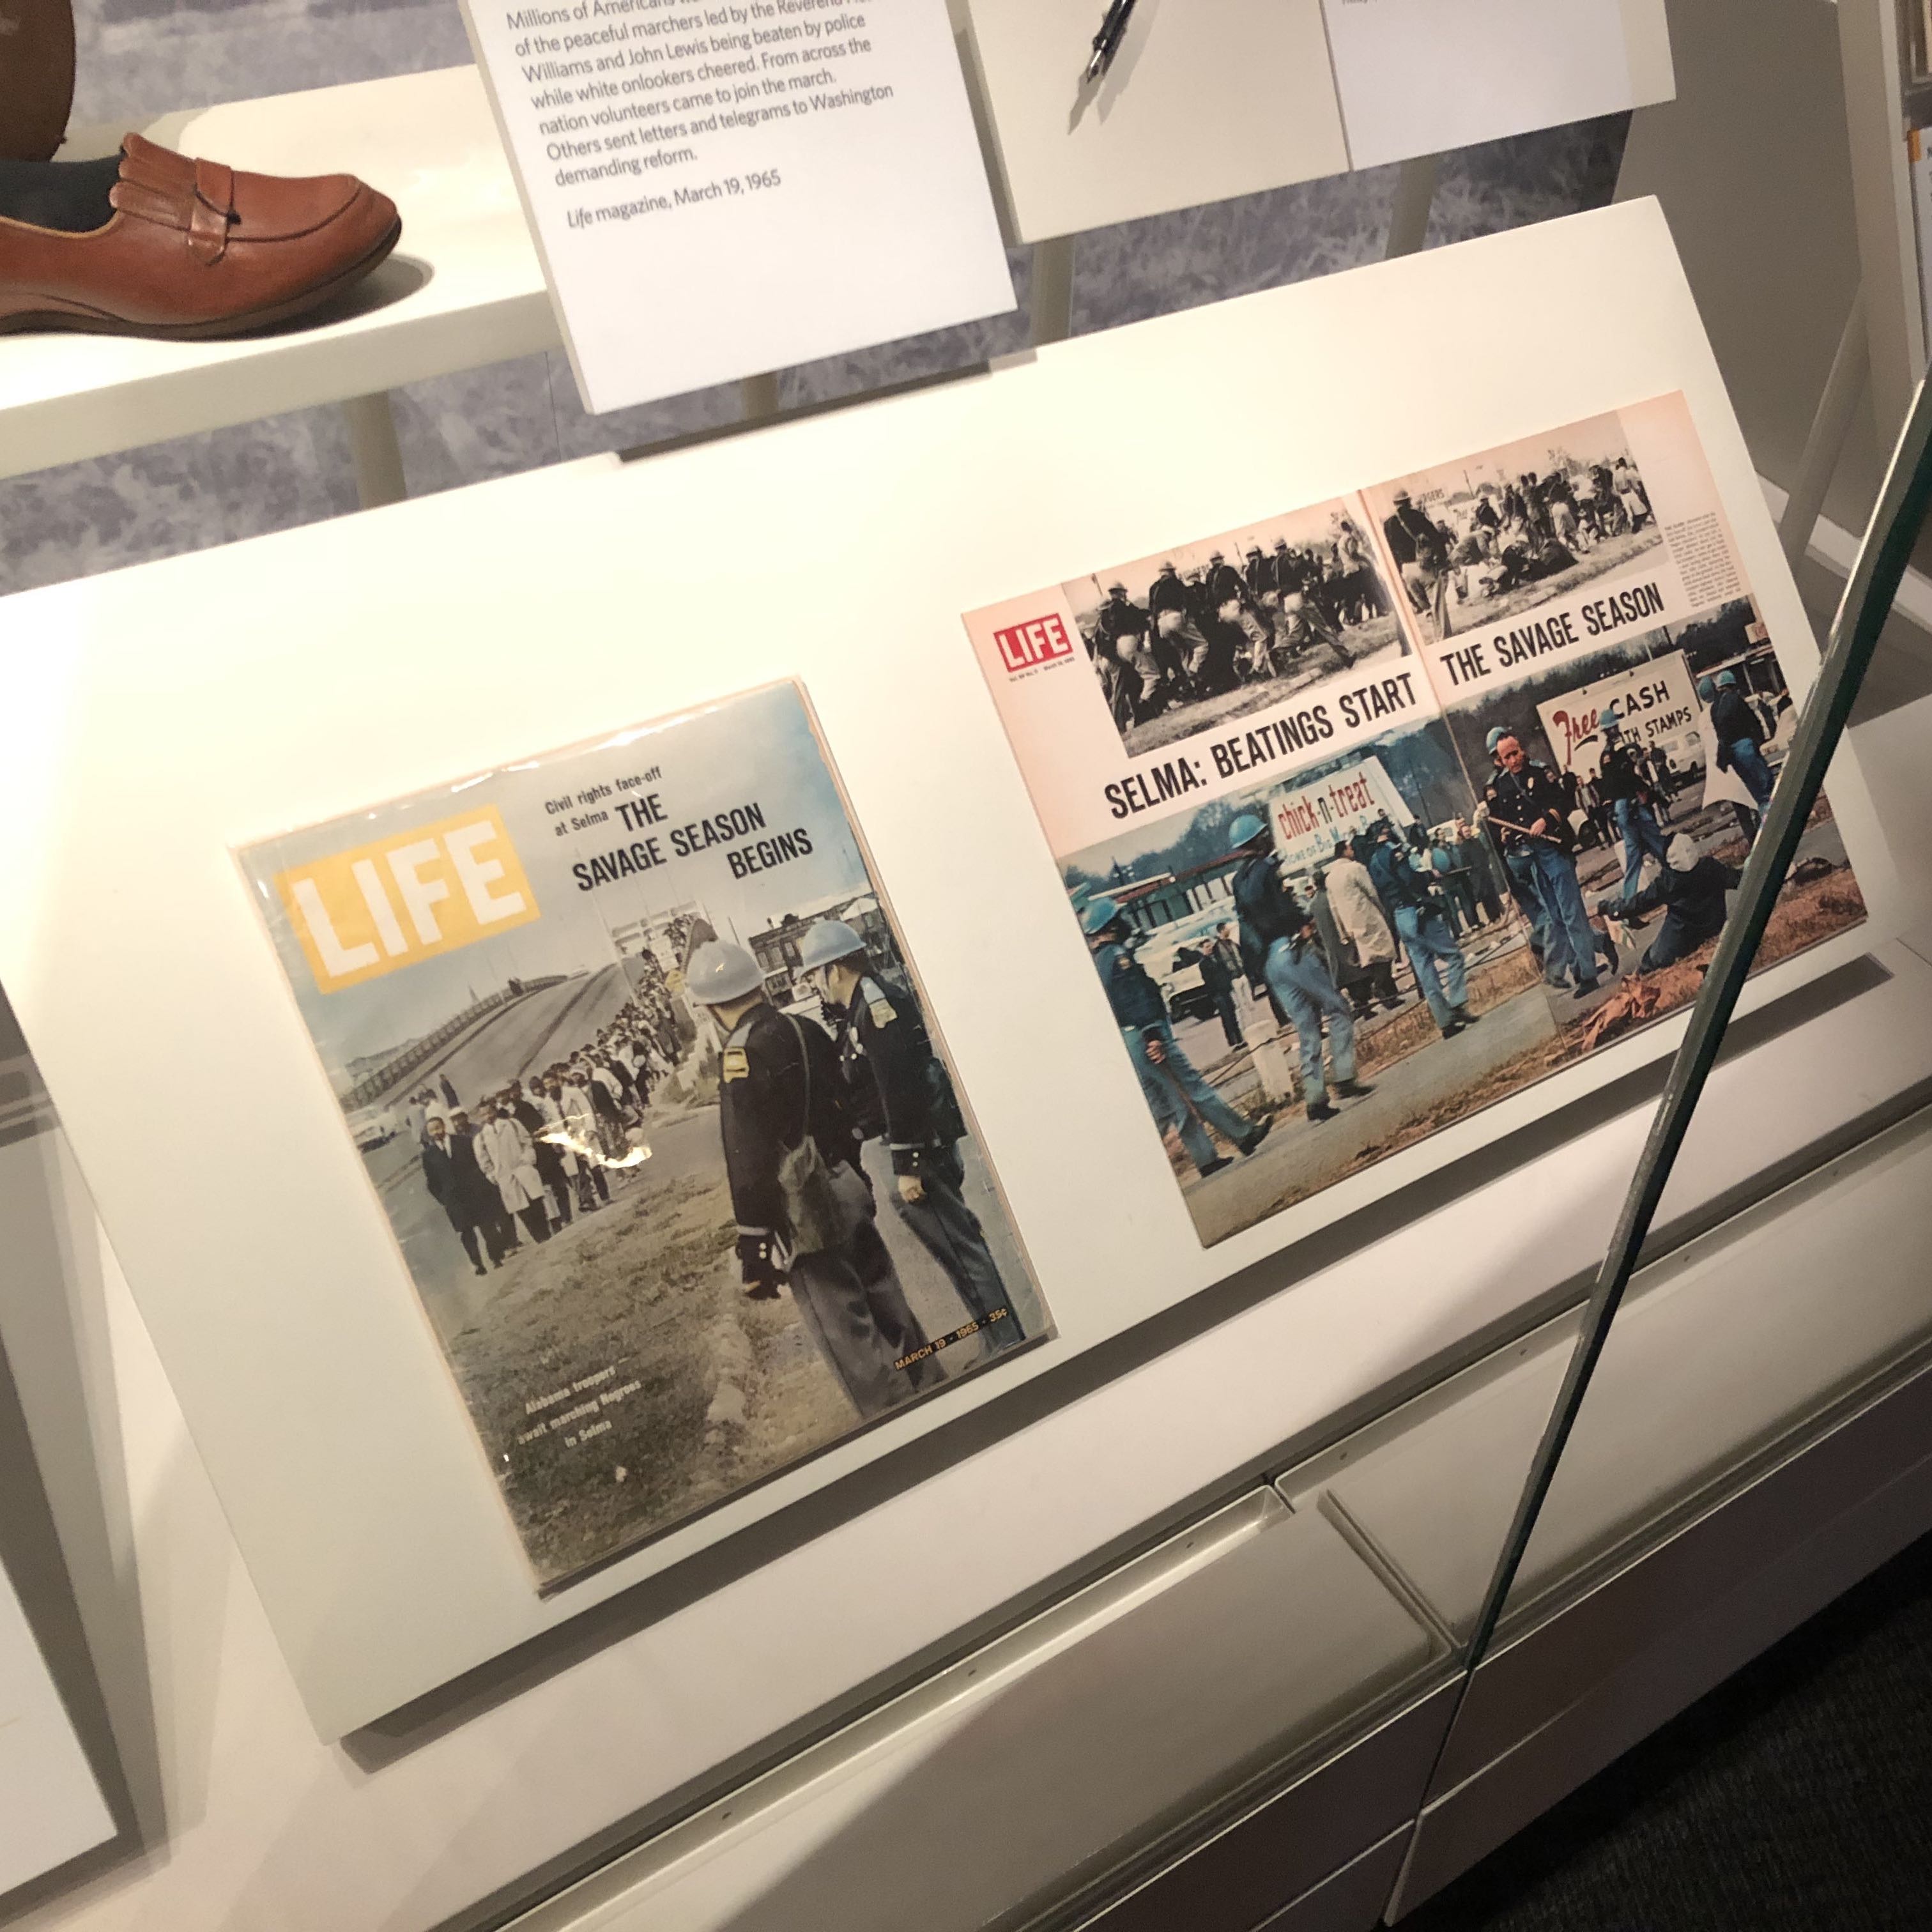 Millions of Americans
of the peaceful marchers led by the Reverend
Williams and John Lewis being beaten by police
while white onlookers cheered. From across the
nation volunteers came to join the march.
Others sent letters and telegrams to Washington
demanding reform.
Life magazine, March 19, 1965
LIFE
Civil rights face-off
at Selma THE
SAVAGE SEASON
BEGINS
Alabama troopers
await marching Negroes
in Selma
MARCH 19 · 1965 · 35¢
LIFE
SELMA: BEATINGS START
THE SAVAGE SEASON
chick-n-treat
HOME OF
Free CASH
TH STAMPS